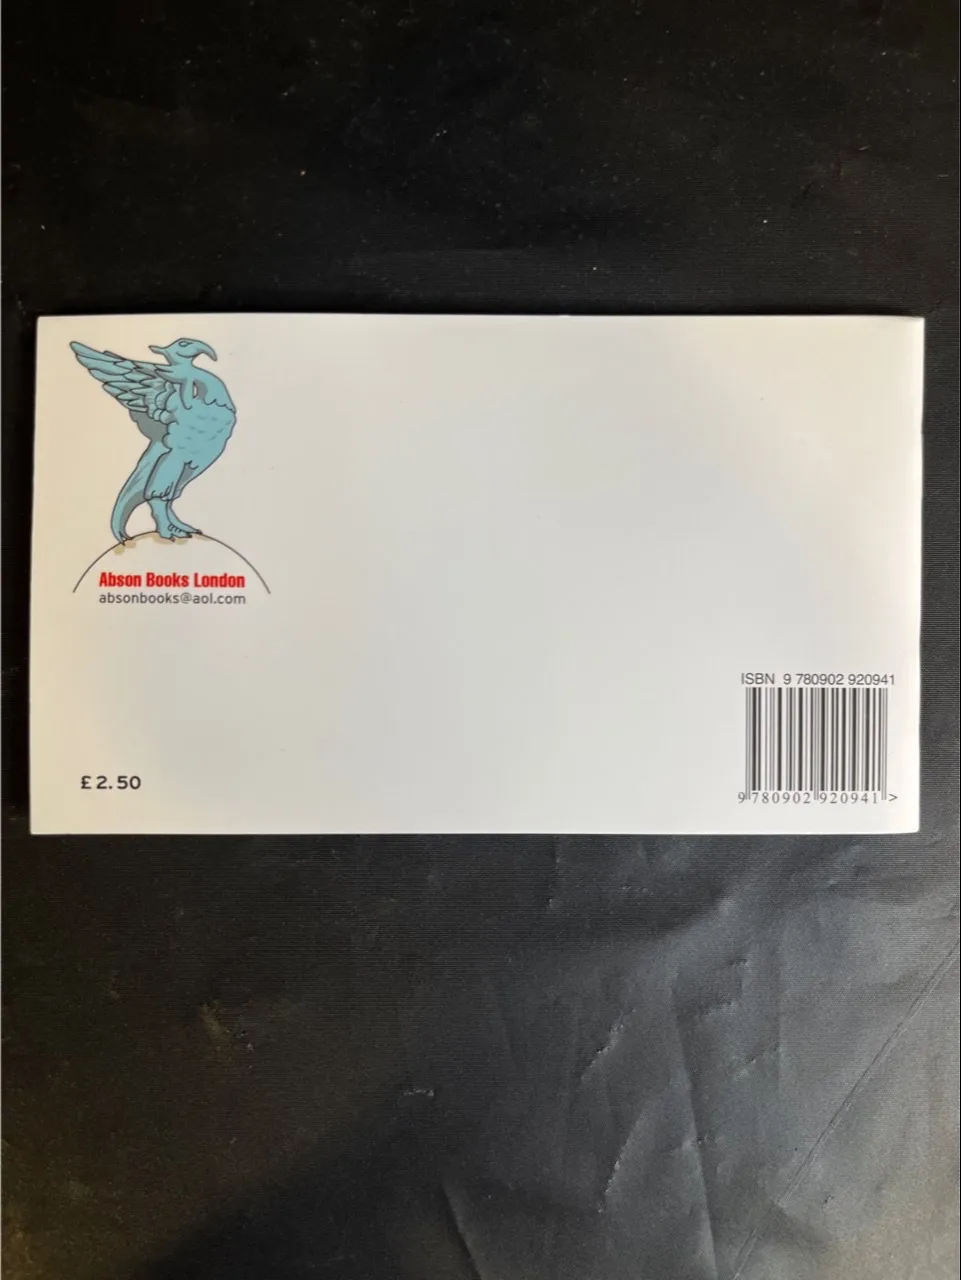 Abson Books London
absonbooks@aol.com
ISBN 9 780902 920941
£2.50
9 780902 920941 >